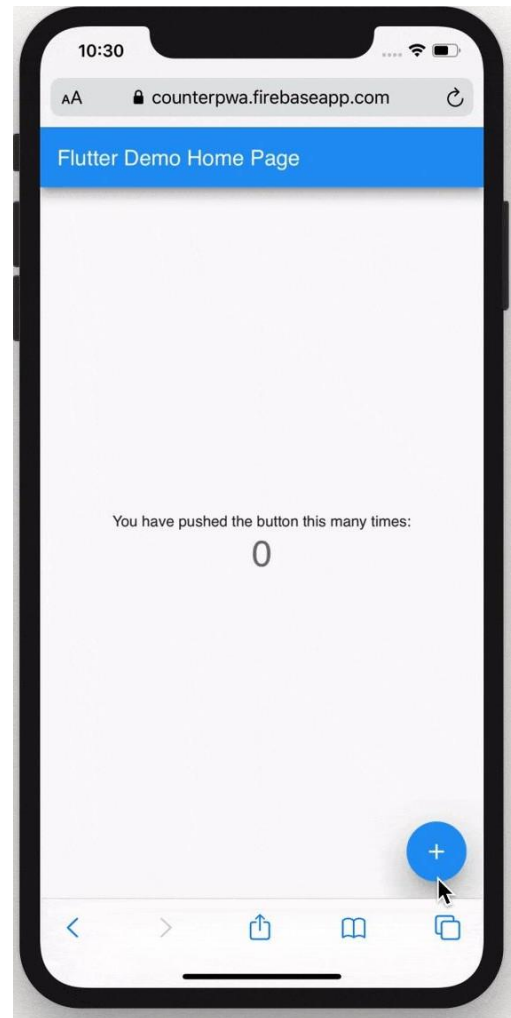 10:30
AA counterpwa.firebaseapp.com
Flutter Demo Home Page
You have pushed the button this many times:
0
+